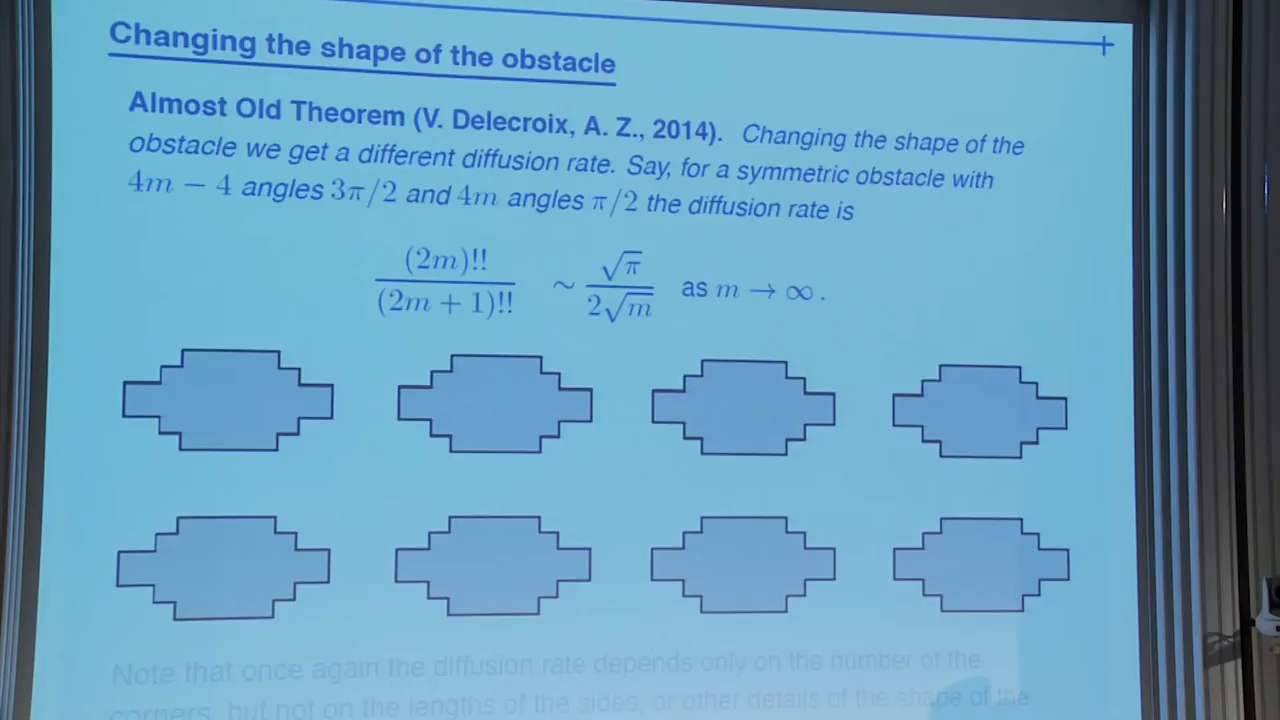 Changing the shape of the obstacle
Almost Old Theorem (V. Delecroix, A. Z., 2014). Changing the shape of the
obstacle we get a different diffusion rate. Say, for a symmetric obstacle with
4m − 4 angles 3π/2 and 4m angles π/2 the diffusion rate is
(2m)!! / (2m + 1)!! ∼ √π / 2√m as m → ∞ .
Note that once again the diffusion rate depends only on the number of the
corners, but not on the lengths of the sides, or other details of the shape of the